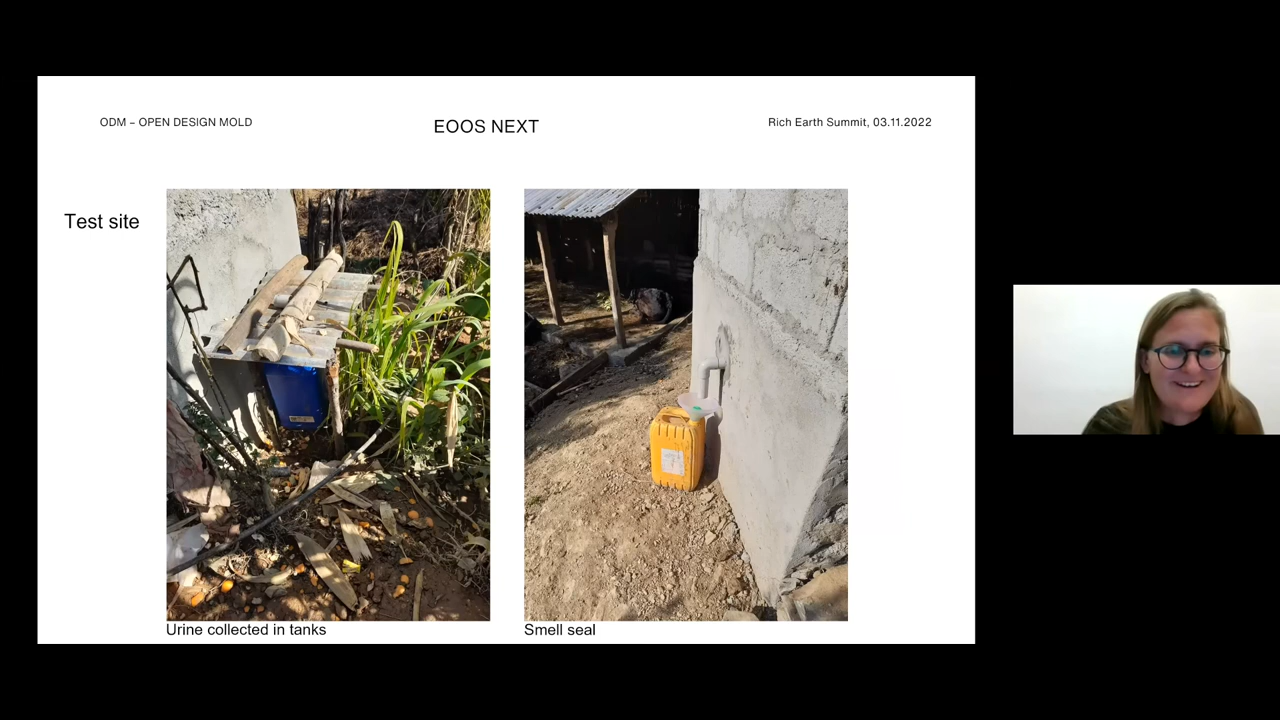 ODM – OPEN DESIGN MOLD
EOOS NEXT
Rich Earth Summit, 03.11.2022
Test site
Urine collected in tanks
Smell seal